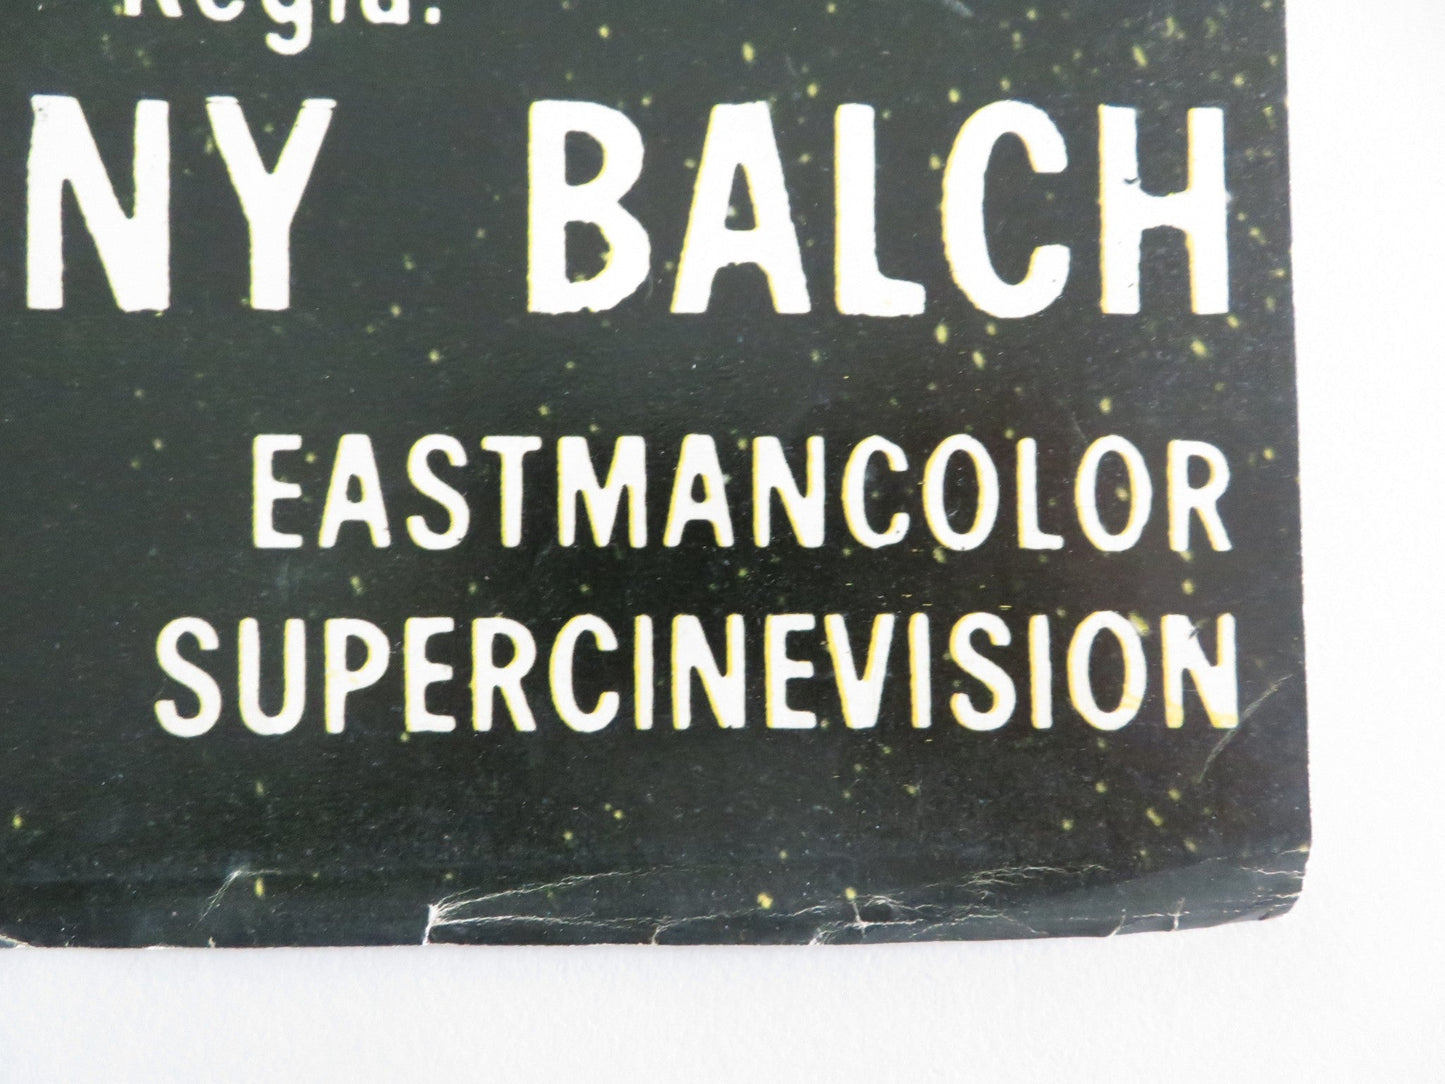 Regia:
NY BALCH
EASTMANCOLOR
SUPERCINEVISION